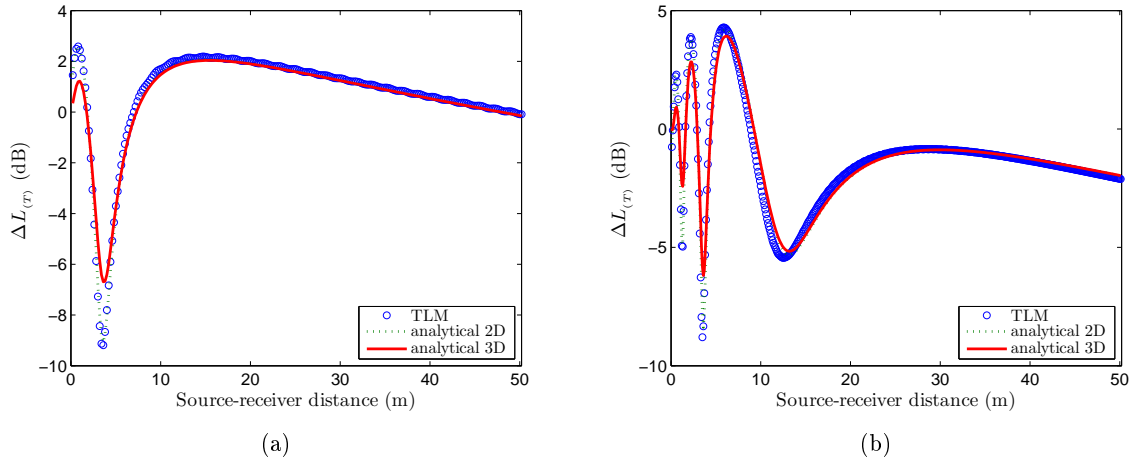 4
2
0
−2
−4
−6
−8
−10
0 10 20 30 40 50
ΔL(T) (dB)
Source-receiver distance (m)
TLM
analytical 2D
analytical 3D
(a)
5
0
−5
−10
0 10 20 30 40 50
ΔL(T) (dB)
Source-receiver distance (m)
TLM
analytical 2D
analytical 3D
(b)